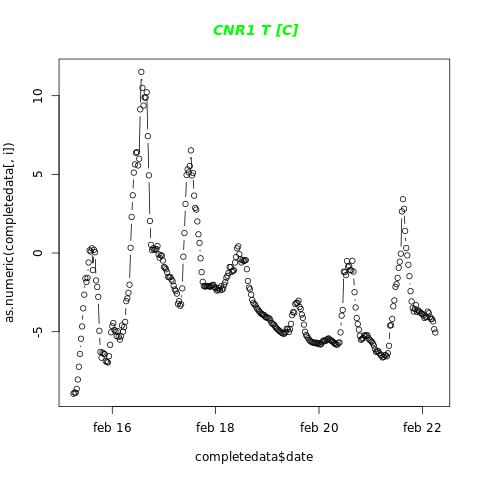 CNR1 T [C]
as.numeric(completedata[, i])
10
5
0
-5
feb 16 feb 18 feb 20 feb 22
completedata$date